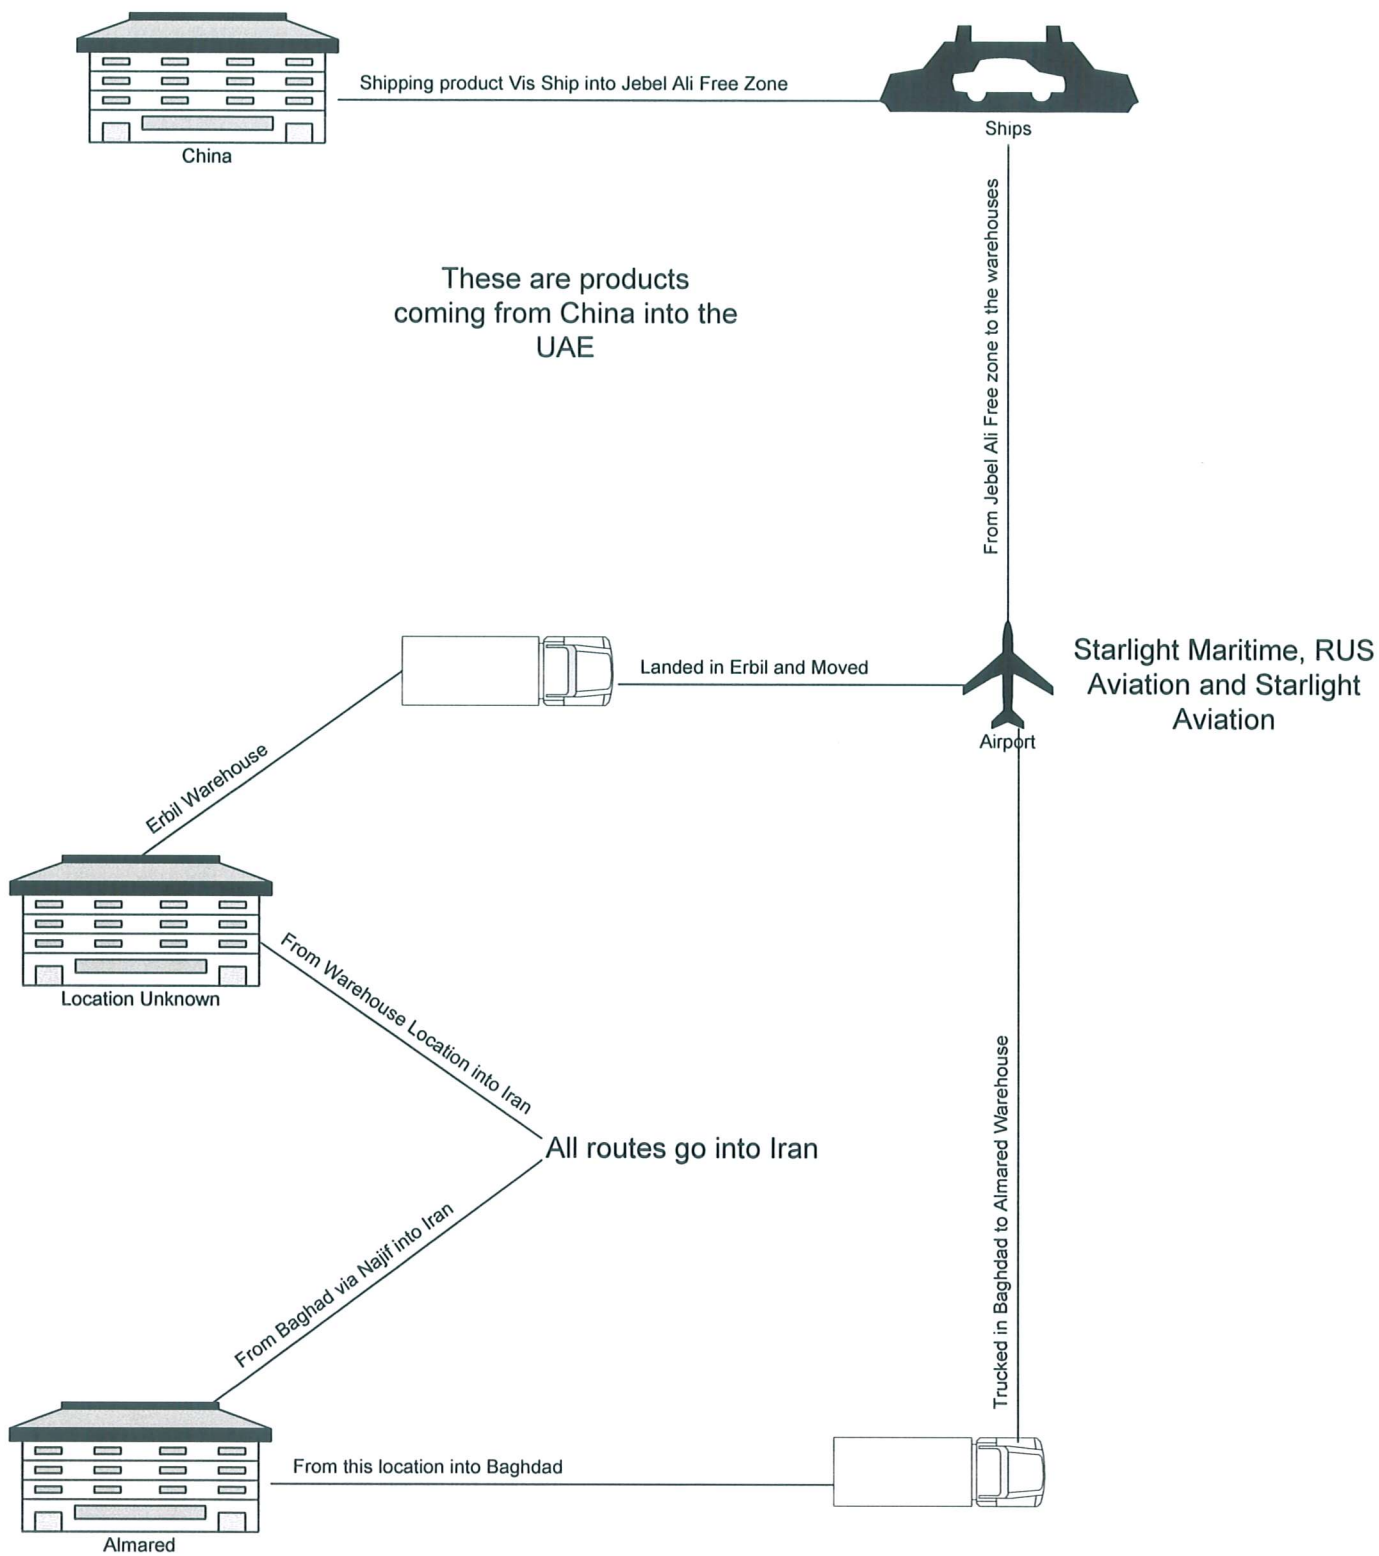 Shipping product Vis Ship into Jebel Ali Free Zone
China
Ships
These are products
coming from China into the
UAE
From Jebel Ali Free zone to the warehouses
Landed in Erbil and Moved
Starlight Maritime, RUS
Aviation and Starlight
Aviation
Airport
Erbil Warehouse
Location Unknown
From Warehouse Location into Iran
All routes go into Iran
Trucked in Baghdad to Almared Warehouse
From Baghad via Najif into Iran
From this location into Baghdad
Almared